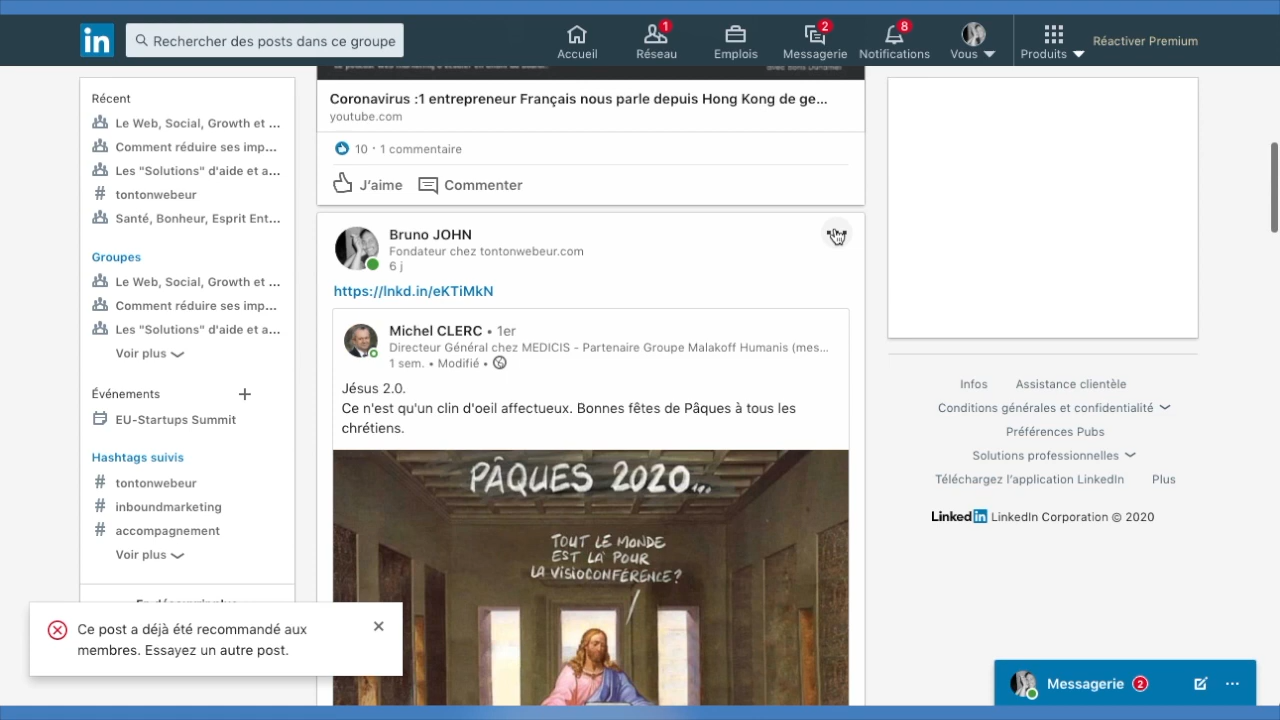 in
Rechercher des posts dans ce groupe
Accueil
1
Réseau
Emplois
2
Messagerie
8
Notifications
Vous
Produits
Réactiver Premium
Récent
Le Web, Social, Growth et ...
Comment réduire ses imp...
Les "Solutions" d'aide et a...
# tontonwebeur
Santé, Bonheur, Esprit Ent...
Groupes
Le Web, Social, Growth et ...
Comment réduire ses imp...
Les "Solutions" d'aide et a...
Voir plus
Événements +
EU-Startups Summit
Hashtags suivis
# tontonwebeur
# inboundmarketing
# accompagnement
Voir plus
Coronavirus :1 entrepreneur Français nous parle depuis Hong Kong de ge...
youtube.com
10 · 1 commentaire
J'aime Commenter
Bruno JOHN
Fondateur chez tontonwebeur.com
6 j
https://lnkd.in/eKTiMkN
Michel CLERC • 1er
Directeur Général chez MEDICIS - Partenaire Groupe Malakoff Humanis (mes...
1 sem. • Modifié •
Jésus 2.0.
Ce n'est qu'un clin d'oeil affectueux. Bonnes fêtes de Pâques à tous les
chrétiens.
PÂQUES 2020...
TOUT LE MONDE
EST LÀ POUR
LA VISIOCONFÉRENCE?
Infos Assistance clientèle
Conditions générales et confidentialité
Préférences Pubs
Solutions professionnelles
Téléchargez l'application LinkedIn Plus
LinkedIn LinkedIn Corporation © 2020
Ce post a déjà été recommandé aux
membres. Essayez un autre post.
Messagerie 2